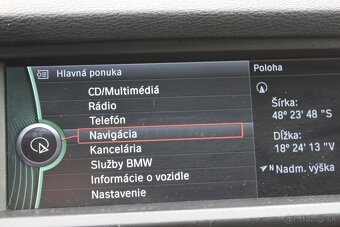 Hlavná ponuka
CD/Multimédiá
Rádio
Telefón
Navigácia
Kancelária
Služby BMW
Informácie o vozidle
Nastavenie
Poloha
Šírka:
48° 23' 48 "S
Dĺžka:
18° 24' 13 "V
N Nadm. výška